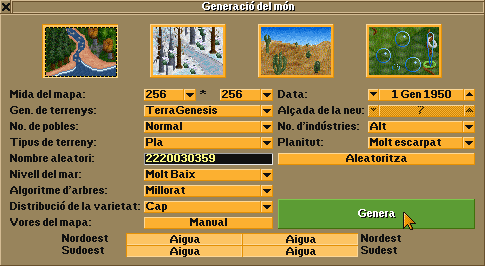 Generació del món
Mida del mapa: 256 * 256 Data: 1 Gen 1950
Gen. de terrenys: TerraGenesis Alçada de la neu: ?
No. de pobles: Normal No. d'indústries: Alt
Tipus de terreny: Pla Planitut: Molt escarpat
Nombre aleatori: 2220030359 Aleatoritza
Nivell del mar: Molt Baix
Algoritme d'arbres: Millorat
Distribució de la varietat: Cap Genera
Vores del mapa: Manual
Nordoest Aigua Aigua Nordest
Sudoest Aigua Aigua Sudest